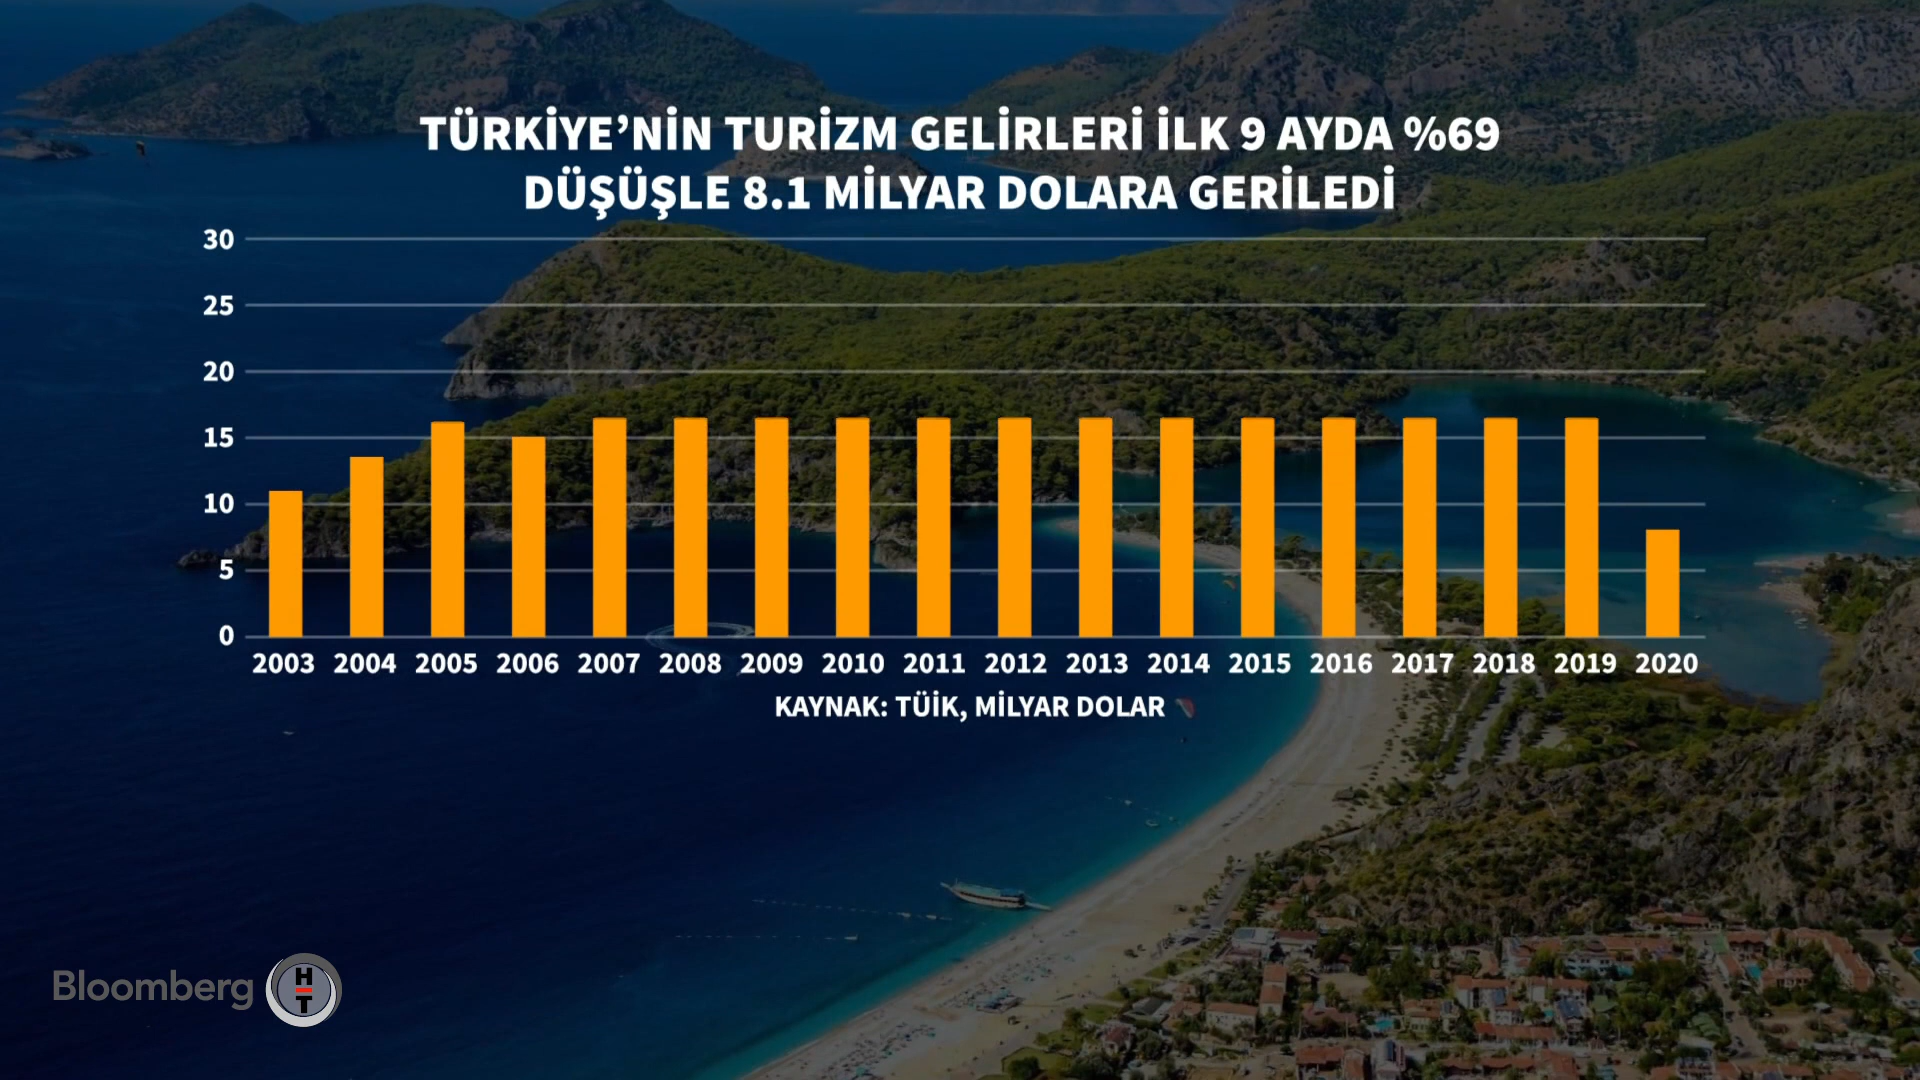 TÜRKİYE’NİN TURİZM GELİRLERİ İLK 9 AYDA %69
DÜŞÜŞLE 8.1 MİLYAR DOLARA GERİLEDİ
30
25
20
15
10
5
0
2003 2004 2005 2006 2007 2008 2009 2010 2011 2012 2013 2014 2015 2016 2017 2018 2019 2020
KAYNAK: TÜİK, MİLYAR DOLAR
Bloomberg HT